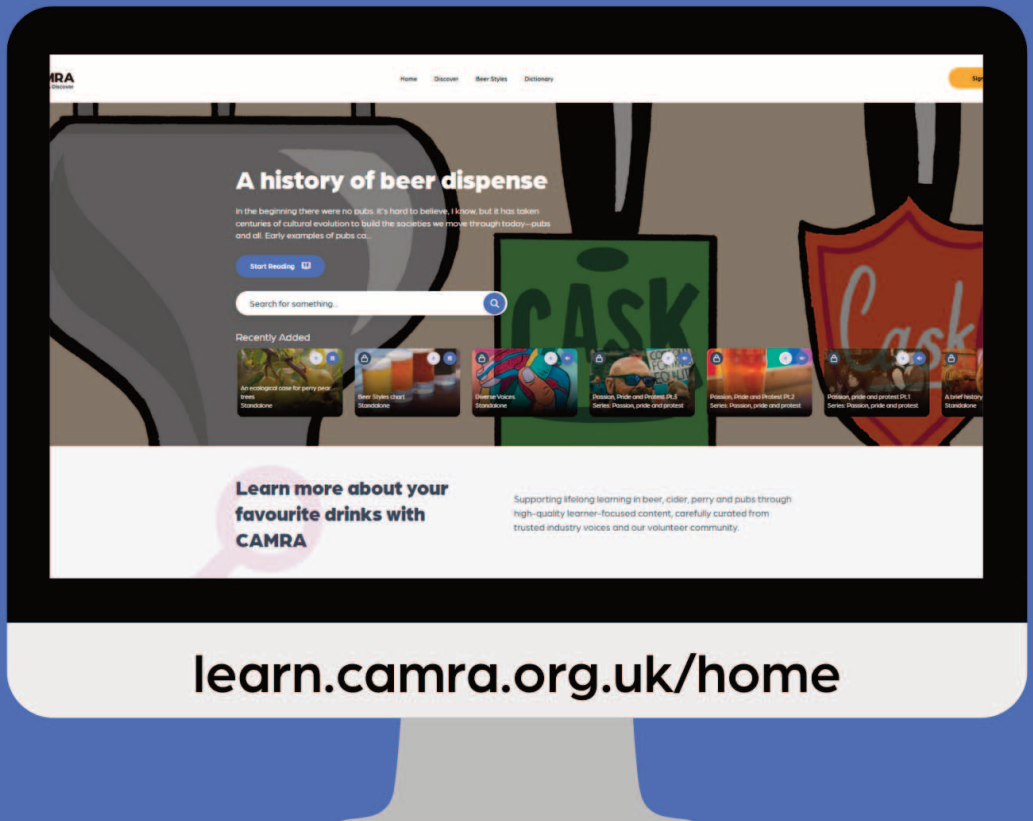 MRA
Discover
Home Discover Beer Styles Dictionary
Sign
A history of beer dispense
In the beginning there were no pubs. It's hard to believe, I know, but it has taken
centuries of cultural evolution to build the societies we move through today—pubs
and all. Early examples of pubs ca...
Start Reading
Search for something...
CASK
Cask
Recently Added
An ecological case for perry pear
trees
Standalone
Beer Styles chart
Standalone
Diverse Voices
Standalone
Passion, Pride and Protest Pt.3
Series: Passion, pride and protest
Passion, Pride and Protest Pt.2
Series: Passion, pride and protest
Passion, pride and protest Pt.1
Series: Passion, pride and protest
A brief history
Standalone
Learn more about your
favourite drinks with
CAMRA
Supporting lifelong learning in beer, cider, perry and pubs through
high-quality learner-focused content, carefully curated from
trusted industry voices and our volunteer community.
learn.camra.org.uk/home